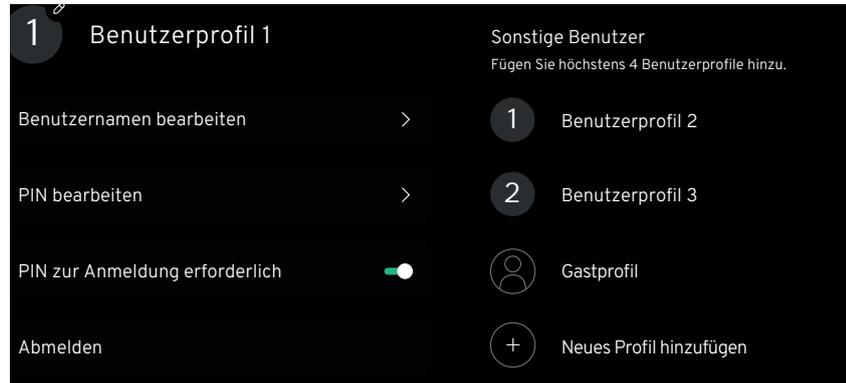 1
Benutzerprofil 1
Benutzernamen bearbeiten
PIN bearbeiten
PIN zur Anmeldung erforderlich
Abmelden
Sonstige Benutzer
Fügen Sie höchstens 4 Benutzerprofile hinzu.
1
Benutzerprofil 2
2
Benutzerprofil 3
Gastprofil
Neues Profil hinzufügen